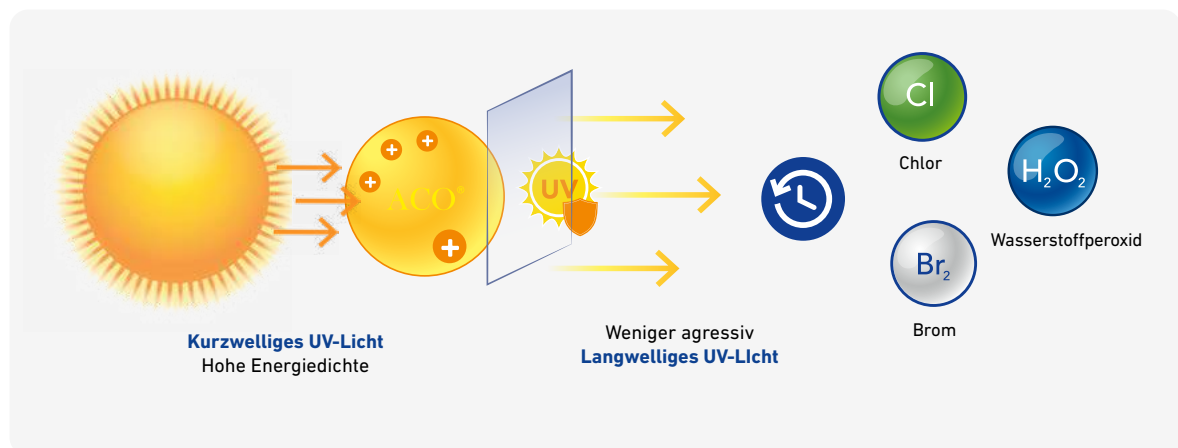 ACO®
UV
Cl
Chlor
H₂O₂
Wasserstoffperoxid
Br₂
Brom
Kurzwelliges UV-Licht
Hohe Energiedichte
Weniger agressiv
Langwelliges UV-LIcht